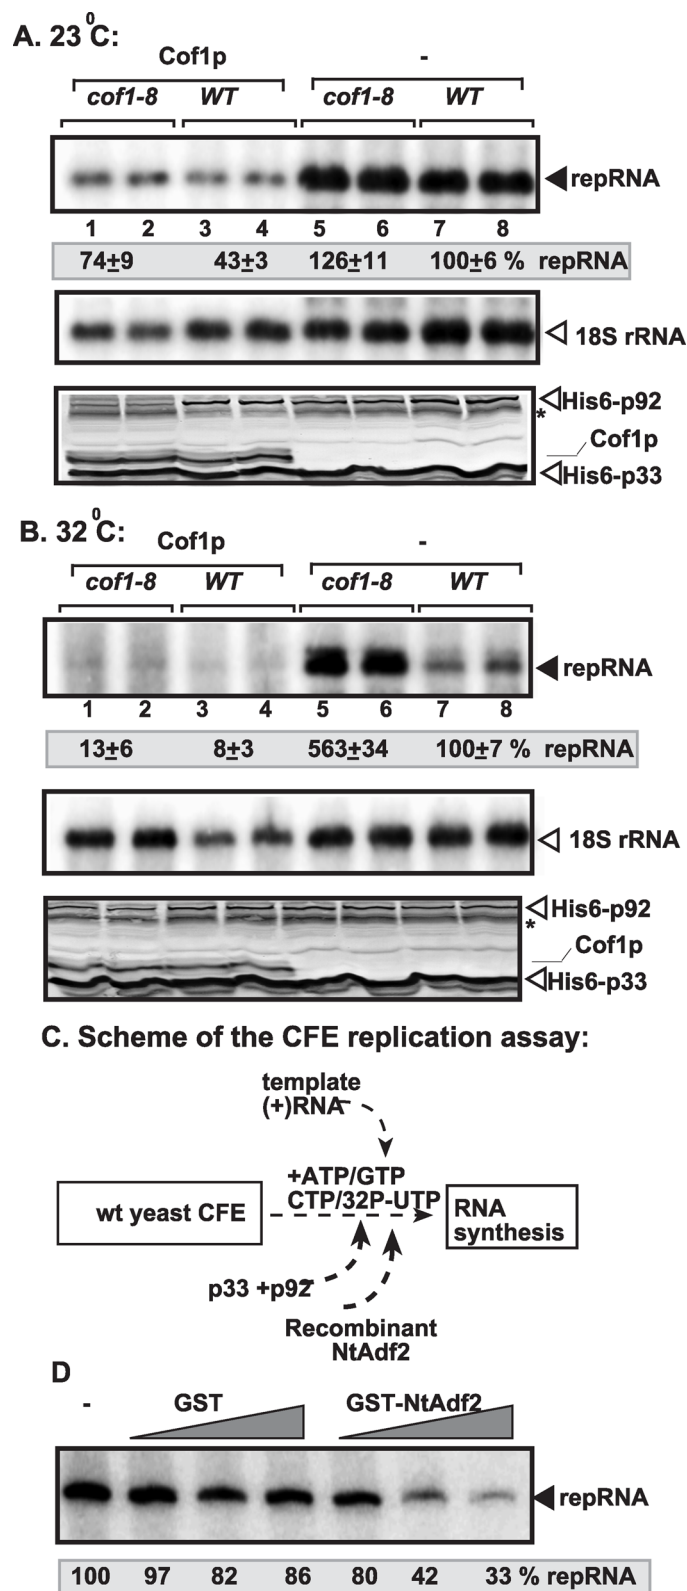 A. 23 0C:
Cof1p -
cof1-8 WT cof1-8 WT
repRNA
1 2 3 4 5 6 7 8
74±9 43±3 126±11 100±6 % repRNA
18S rRNA
His6-p92
*
Cof1p
His6-p33
B. 32 0C:
Cof1p -
cof1-8 WT cof1-8 WT
repRNA
1 2 3 4 5 6 7 8
13±6 8±3 563±34 100±7 % repRNA
18S rRNA
His6-p92
*
Cof1p
His6-p33
C. Scheme of the CFE replication assay:
template
(+)RNA
+ATP/GTP
CTP/32P-UTP
wt yeast CFE
RNA
synthesis
p33 +p92
Recombinant
NtAdf2
D
- GST GST-NtAdf2
repRNA
100 97 82 86 80 42 33 % repRNA